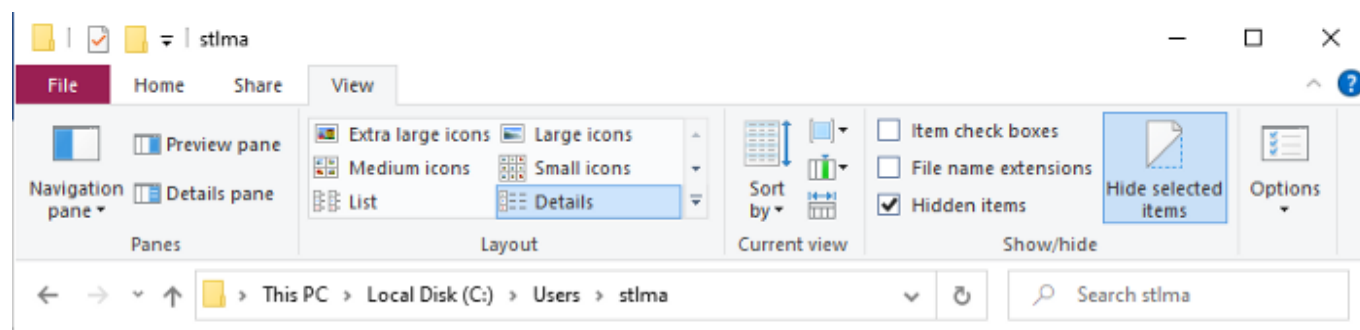 stlma
File Home Share View
?
Navigation pane
Preview pane
Details pane
Panes
Extra large icons Large icons
Medium icons Small icons
List Details
Layout
Sort by
Current view
Item check boxes
File name extensions
Hidden items
Hide selected items
Show/hide
Options
This PC > Local Disk (C:) > Users > stlma
Search stlma